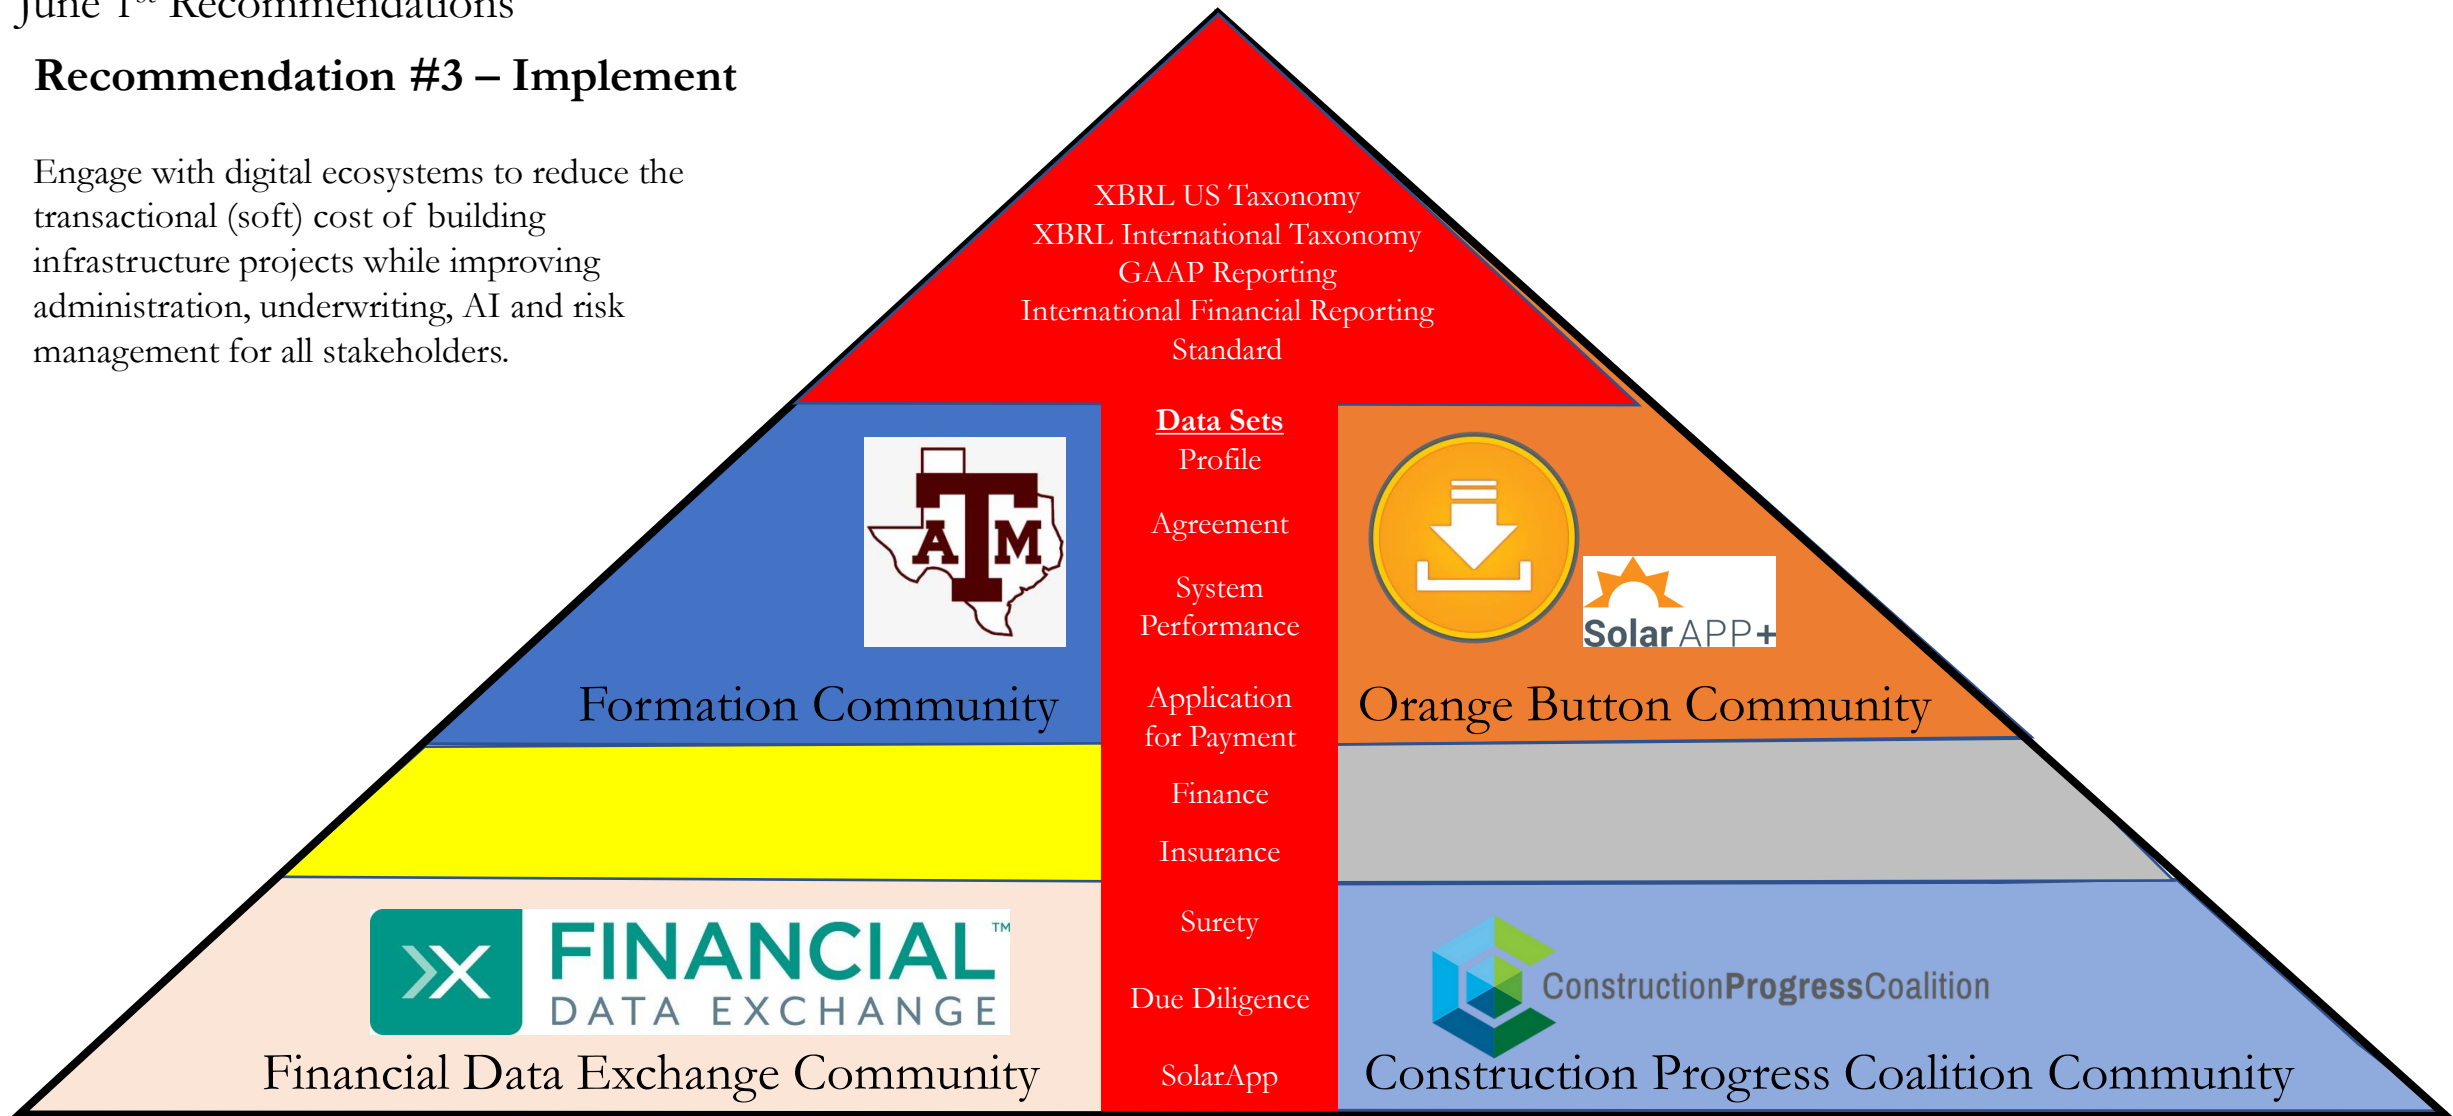 June 1st Recommendations
Recommendation #3 – Implement
Engage with digital ecosystems to reduce the
transactional (soft) cost of building
infrastructure projects while improving
administration, underwriting, AI and risk
management for all stakeholders.
XBRL US Taxonomy
XBRL International Taxonomy
GAAP Reporting
International Financial Reporting
Standard
Data Sets
Profile
Agreement
System
Performance
Application
for Payment
Finance
Insurance
Surety
Due Diligence
SolarApp
ATM
Formation Community
SolarAPP+
Orange Button Community
FINANCIAL™
DATA EXCHANGE
Financial Data Exchange Community
ConstructionProgressCoalition
Construction Progress Coalition Community